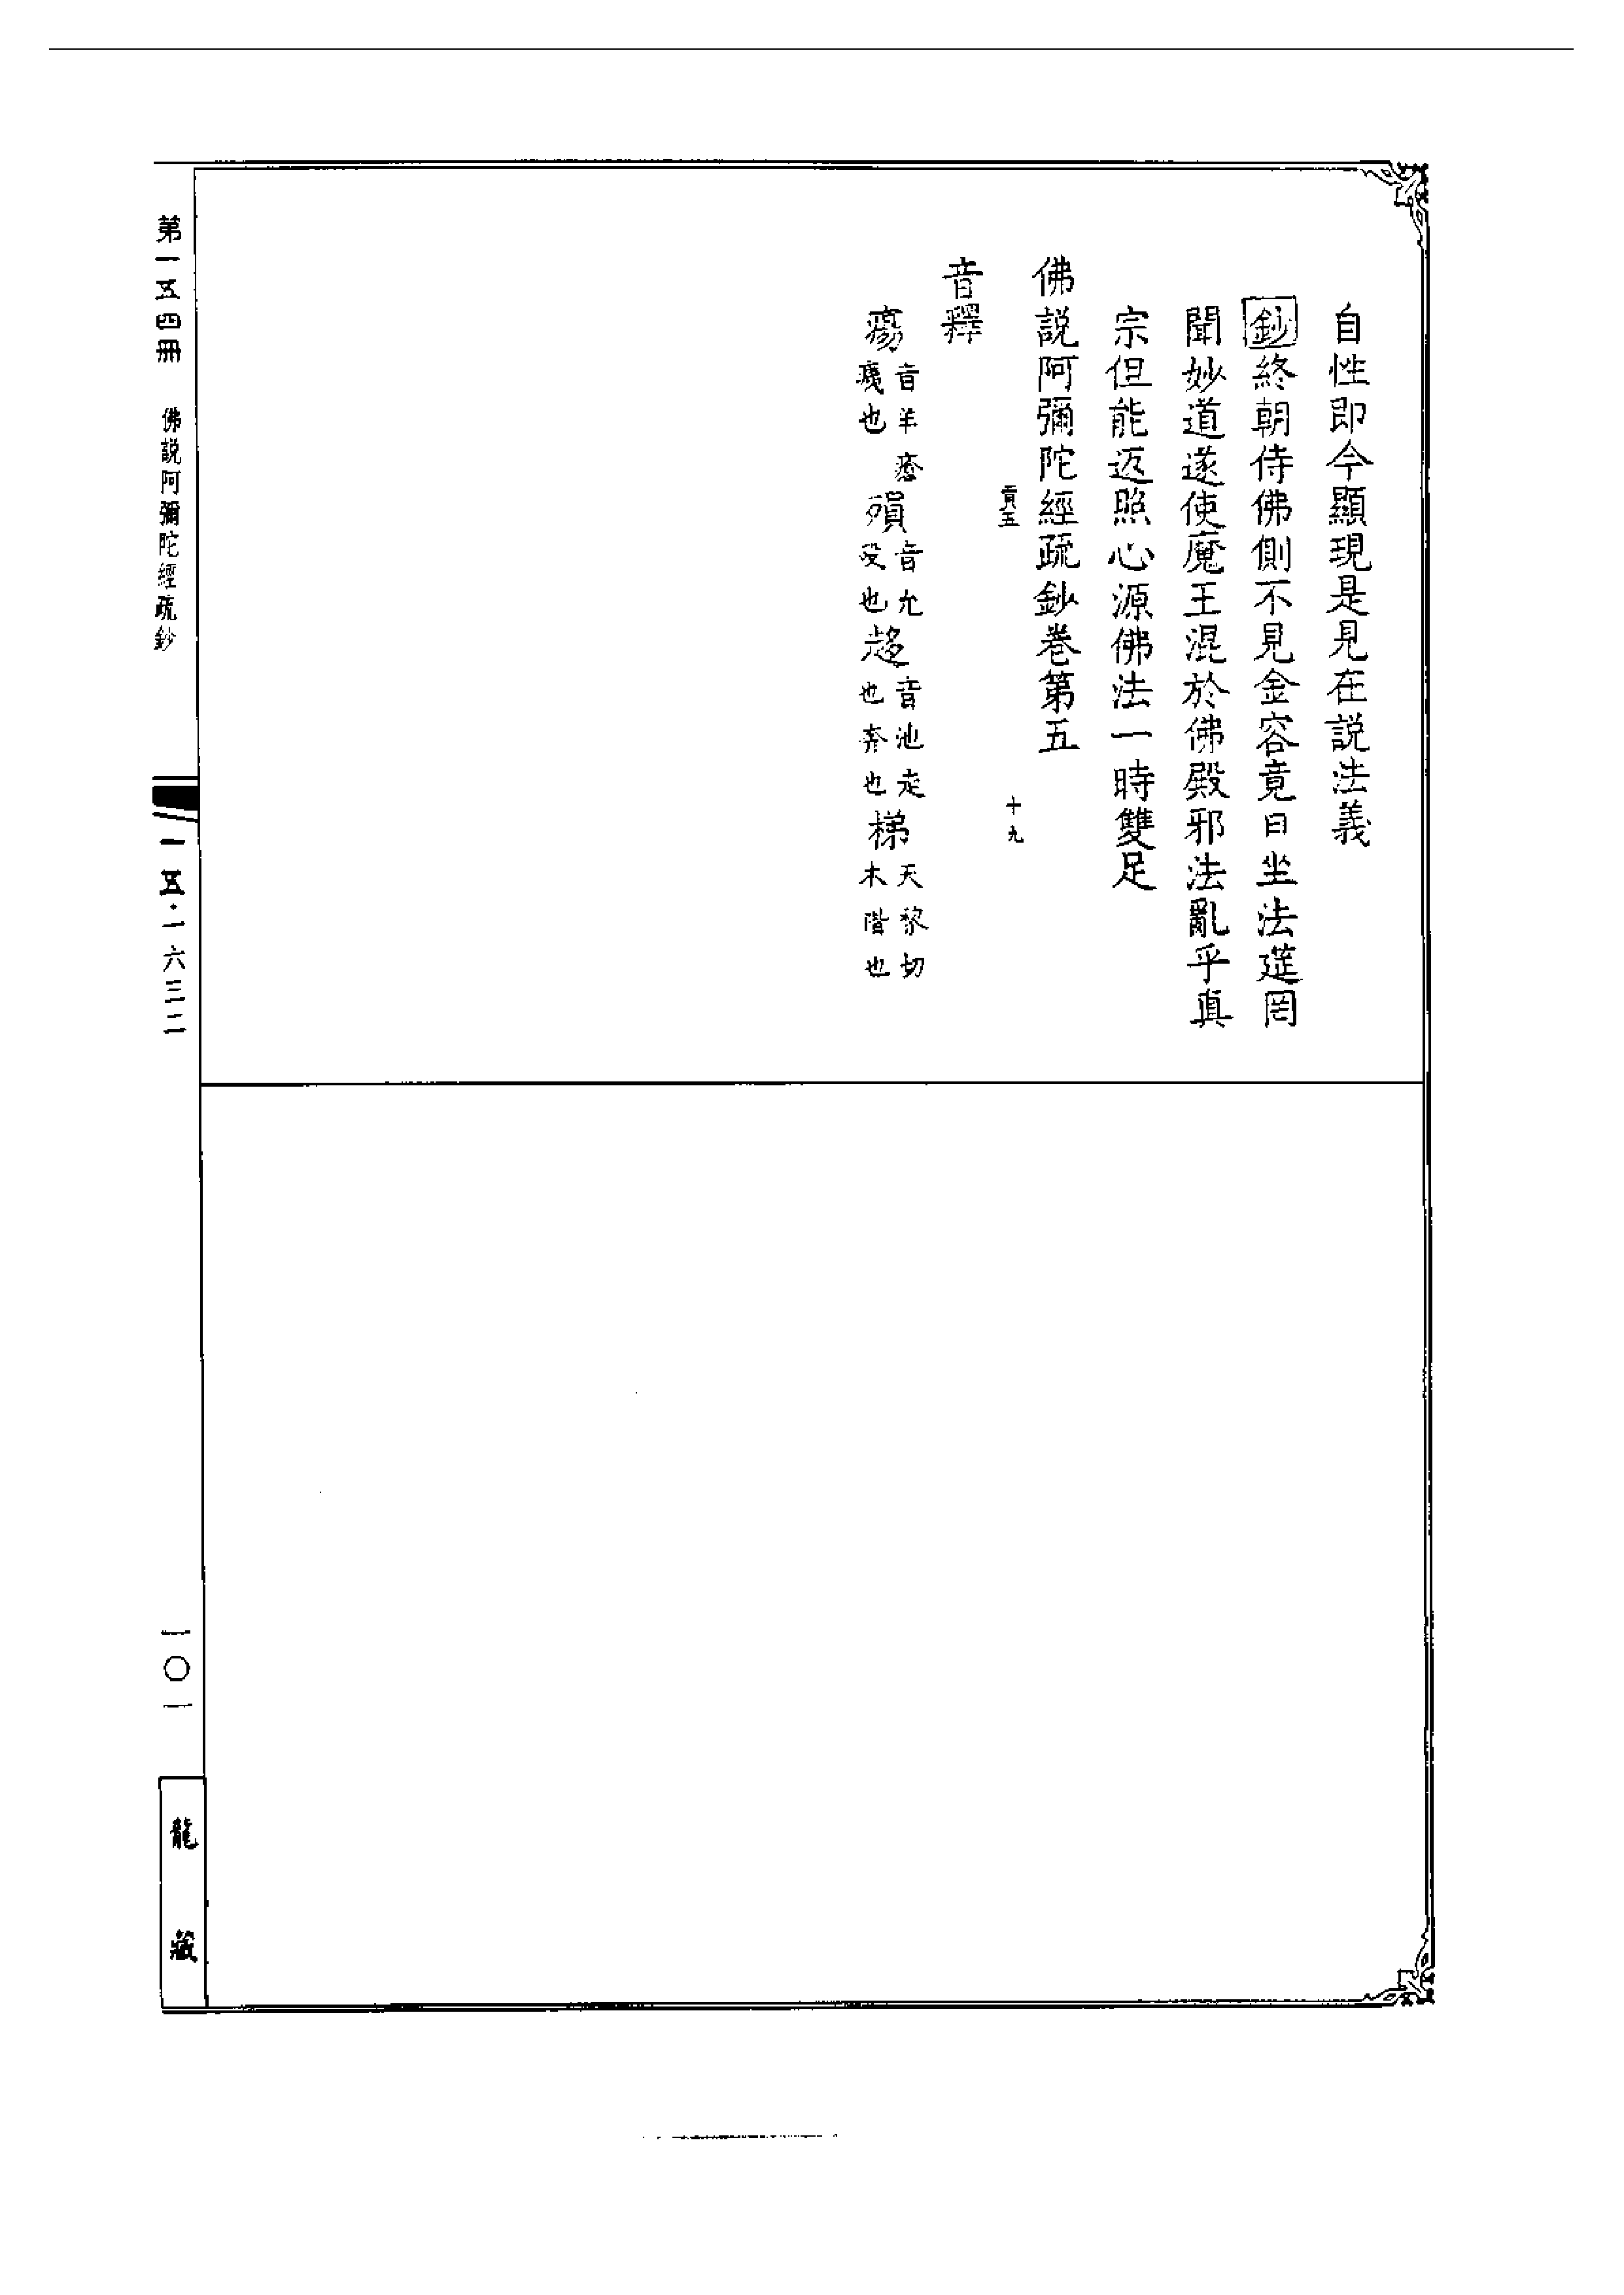 自性即今顯現是見在説法義
鈔終朝侍佛側不見金容竟日坐法筵罔
聞妙道遂使魔王混於佛殿邪法亂乎真
宗但能返照心源佛法一時雙足
佛説阿彌陀經疏鈔卷第五
貢五 十九
音釋
瘍音羊瘡痍也 殞音允歿也 趍音池走也奔也 梯天黎切木階也
第一五四冊 佛説阿彌陀經疏鈔
一五·一六三二
一〇一
龍藏